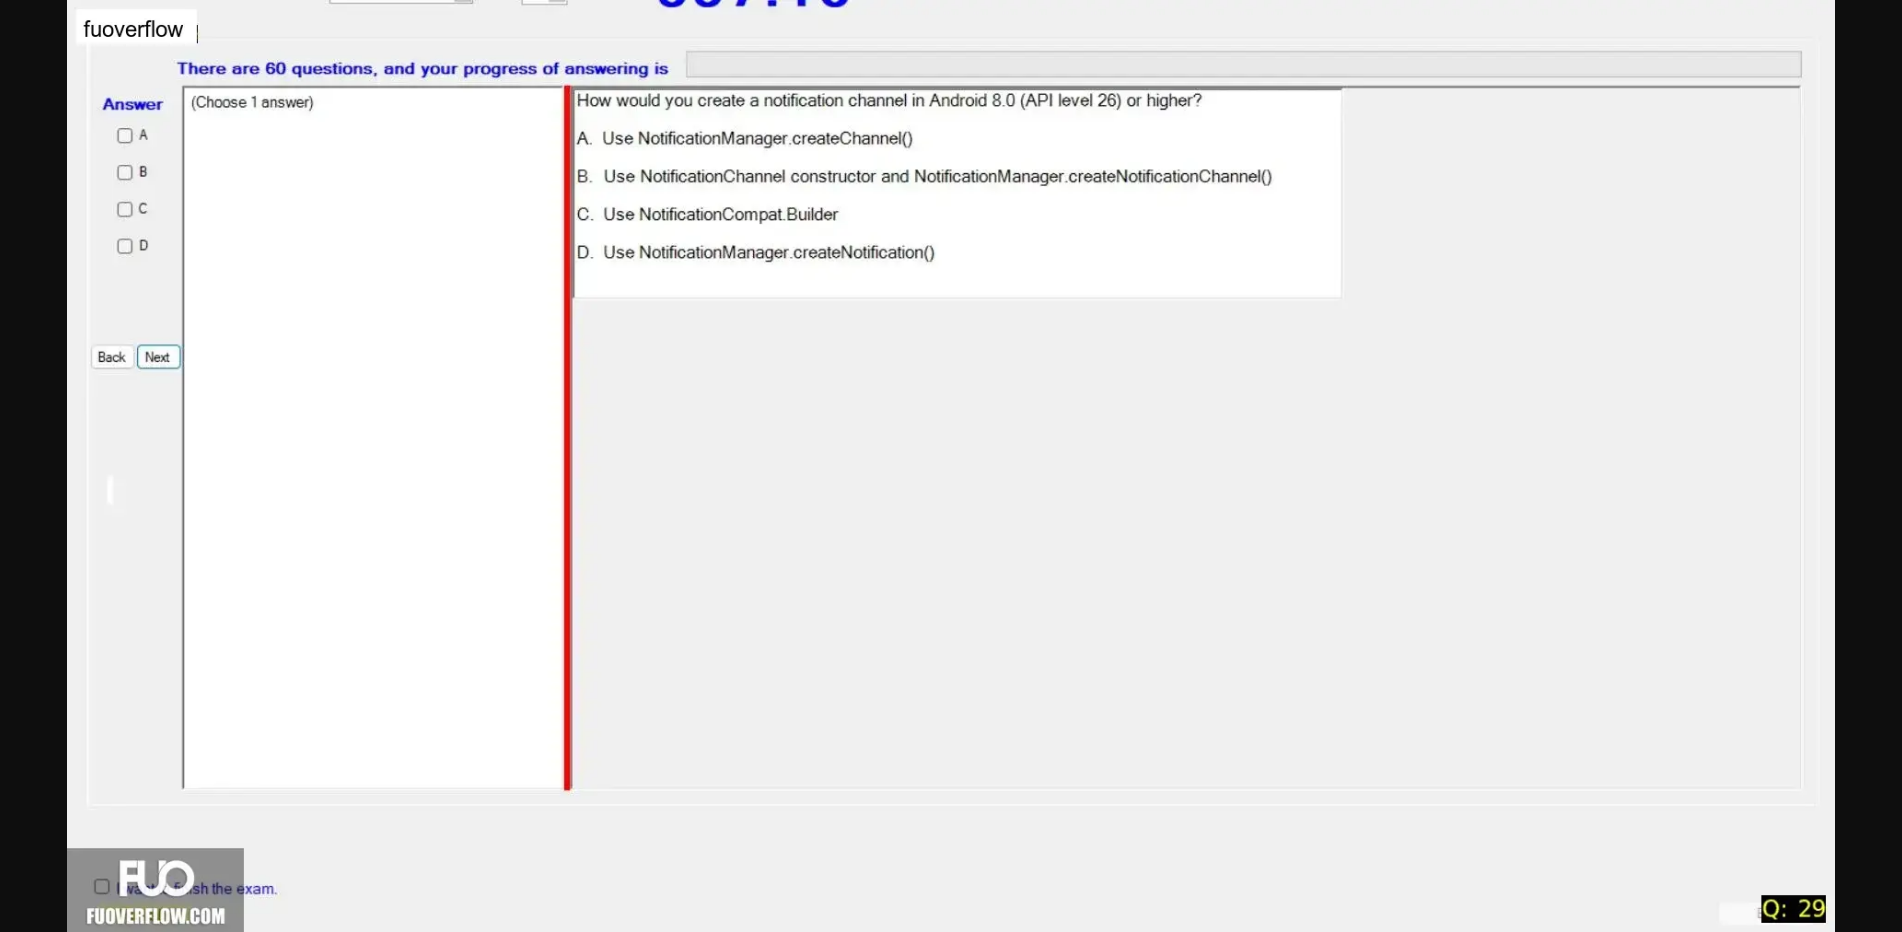 fuoverflow
There are 60 questions, and your progress of answering is
Answer
(Choose 1 answer)
A
B
C
D
Back
Next
How would you create a notification channel in Android 8.0 (API level 26) or higher?
A. Use NotificationManager.createChannel()
B. Use NotificationChannel constructor and NotificationManager.createNotificationChannel()
C. Use NotificationCompat.Builder
D. Use NotificationManager.createNotification()
FUO
the exam.
FUOVERFLOW.COM
Q: 29